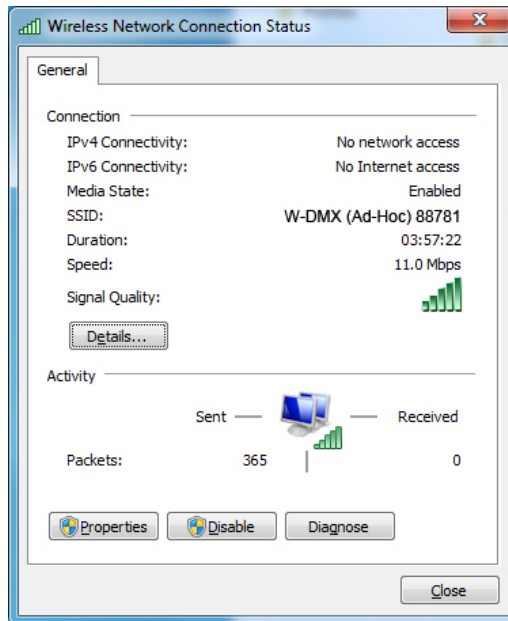 Wireless Network Connection Status
General
Connection
IPv4 Connectivity: No network access
IPv6 Connectivity: No Internet access
Media State: Enabled
SSID: W-DMX (Ad-Hoc) 88781
Duration: 03:57:22
Speed: 11.0 Mbps
Signal Quality:
Details...
Activity
Sent Received
Packets: 365 0
Properties Disable Diagnose
Close